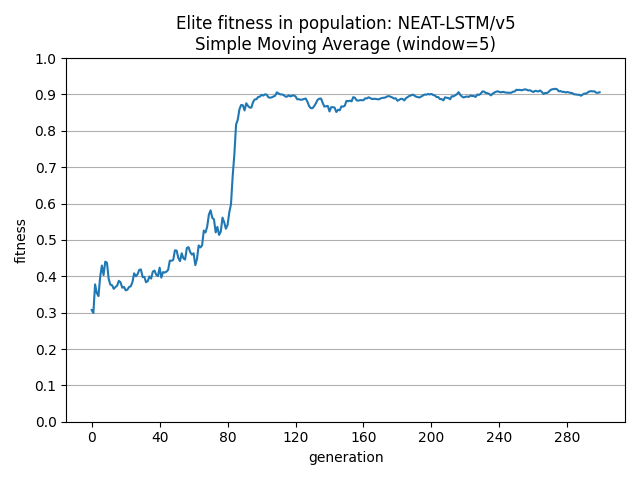 Elite fitness in population: NEAT-LSTM/v5
Simple Moving Average (window=5)
1.0
0.9
0.8
0.7
0.6
0.5
0.4
0.3
0.2
0.1
0.0
fitness
0 40 80 120 160 200 240 280
generation